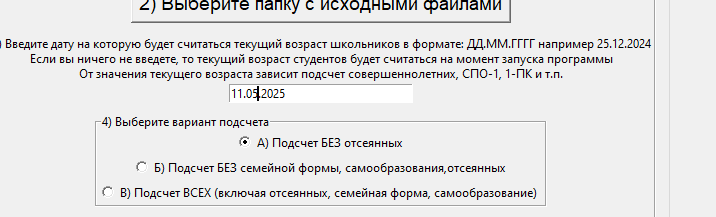 2) Выберите папку с исходными файлами
) Введите дату на которую будет считаться текущий возраст школьников в формате: ДД.ММ.ГГГГ например 25.12.2024
Если вы ничего не введете, то текущий возраст студентов будет считаться на момент запуска программы
От значения текущего возраста зависит подсчет совершеннолетних, СПО-1, 1-ПК и т.п.
11.05.2025
4) Выберите вариант подсчета
А) Подсчет БЕЗ отсеянных
Б) Подсчет БЕЗ семейной формы, самообразования,отсеянных
В) Подсчет ВСЕХ (включая отсеянных, семейная форма, самообразование)